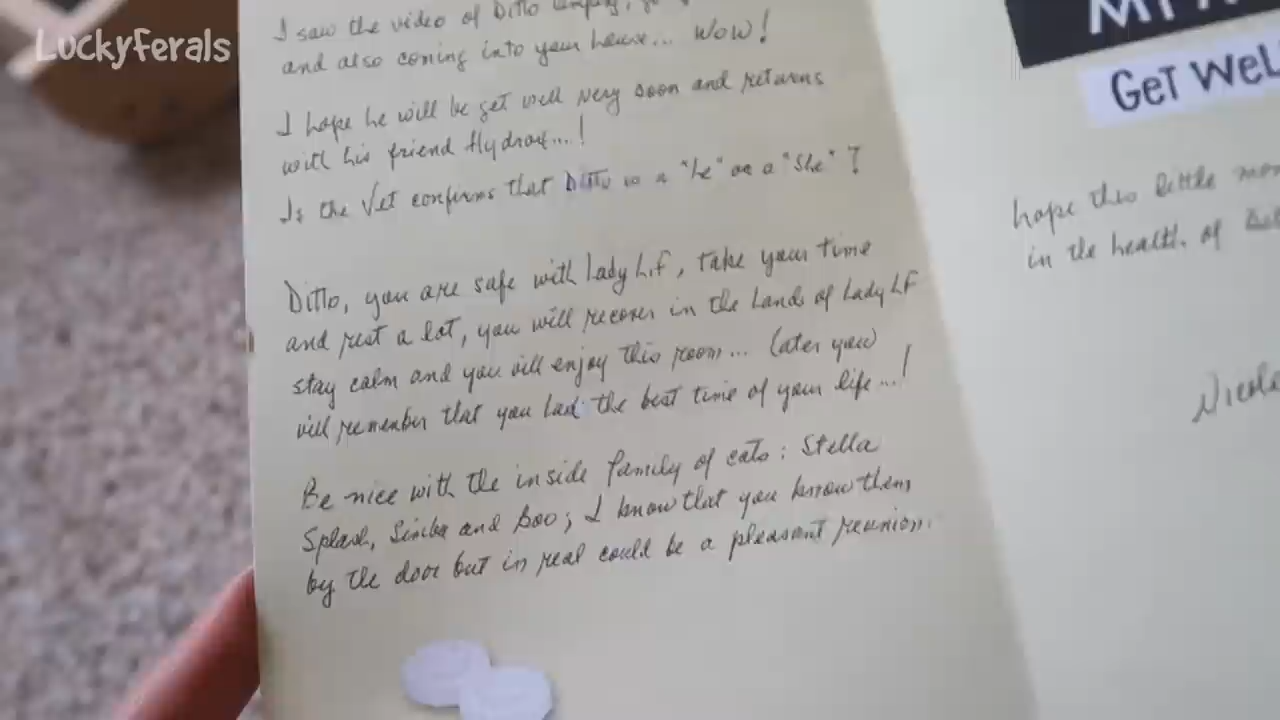 LuckyFerals
I saw the video of Ditto
and also coming into your house... Wow!
I hope he will be get well very soon and returns
with his friend Hydrox...!
Is the Vet confirms that Ditto is a "he" or a "She"?
Ditto, you are safe with Lady L.F, take your time
and rest a lot, you will recover in the hands of Lady LF
stay calm and you will enjoy this room... (ater you)
will remember that you had the best time of your life...!
Be nice with the inside family of cats: Stella
Splash, Simba and Boo; I know that you know them
by the door but in real could be a pleasant reunion.
GET WEL
hope this little
in the health of